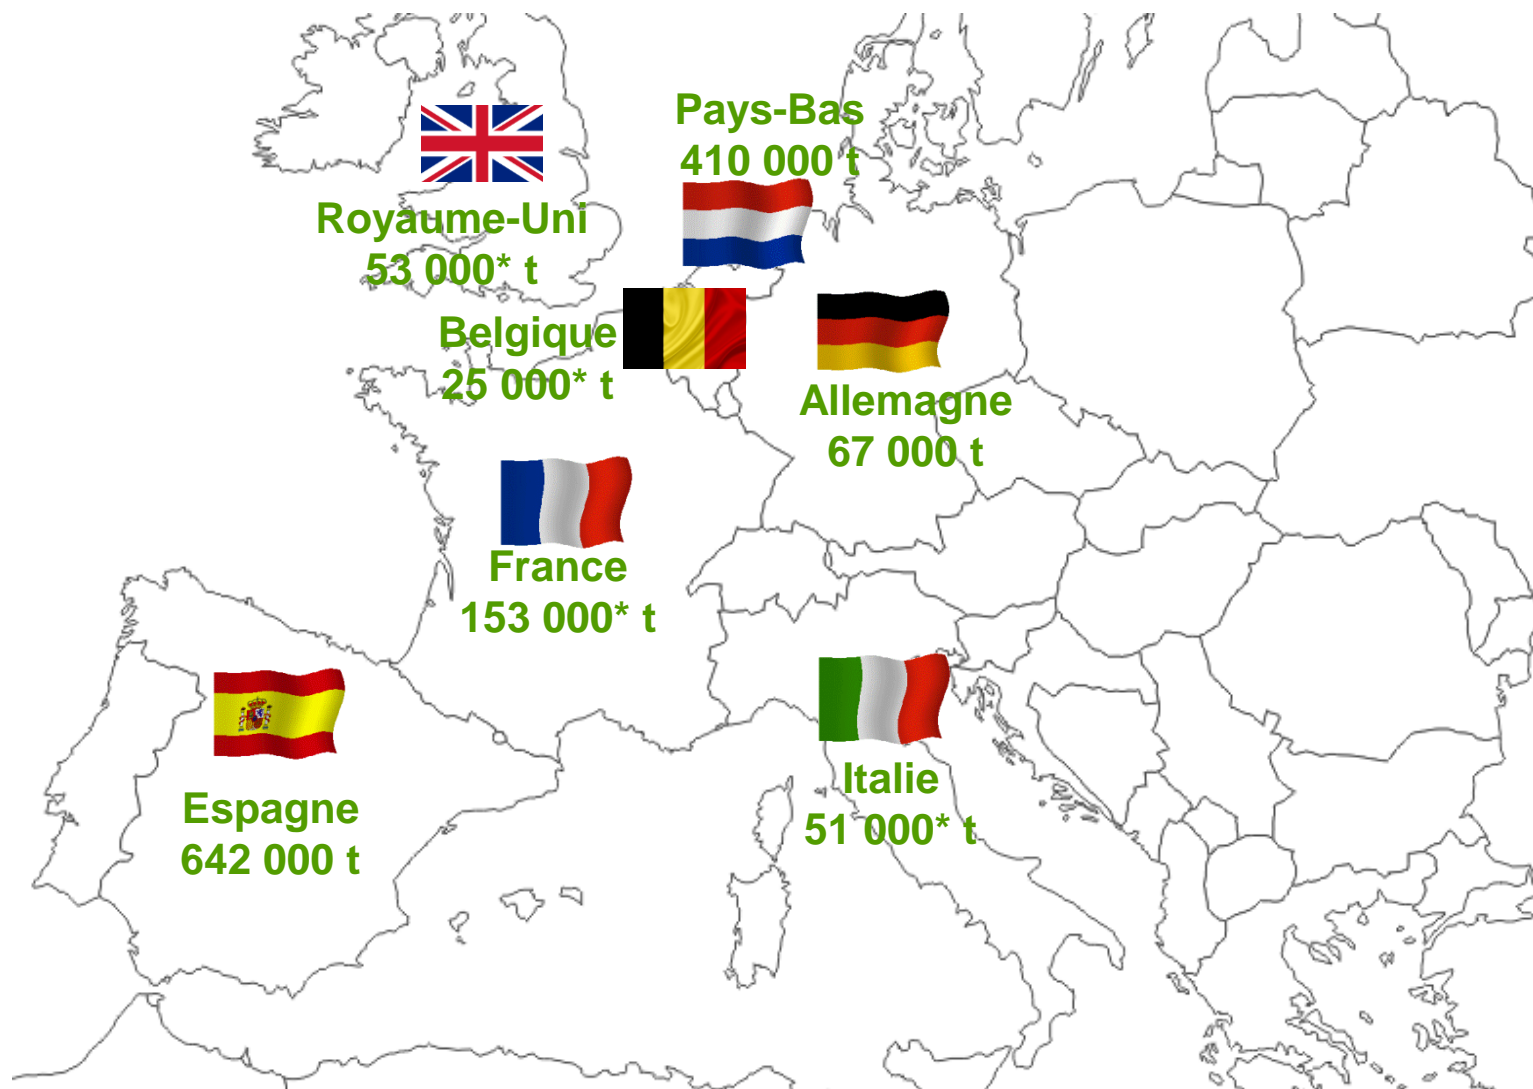 Pays-Bas
410 000 t
Royaume-Uni
53 000* t
Belgique
25 000* t
Allemagne
67 000 t
France
153 000* t
Italie
51 000* t
Espagne
642 000 t